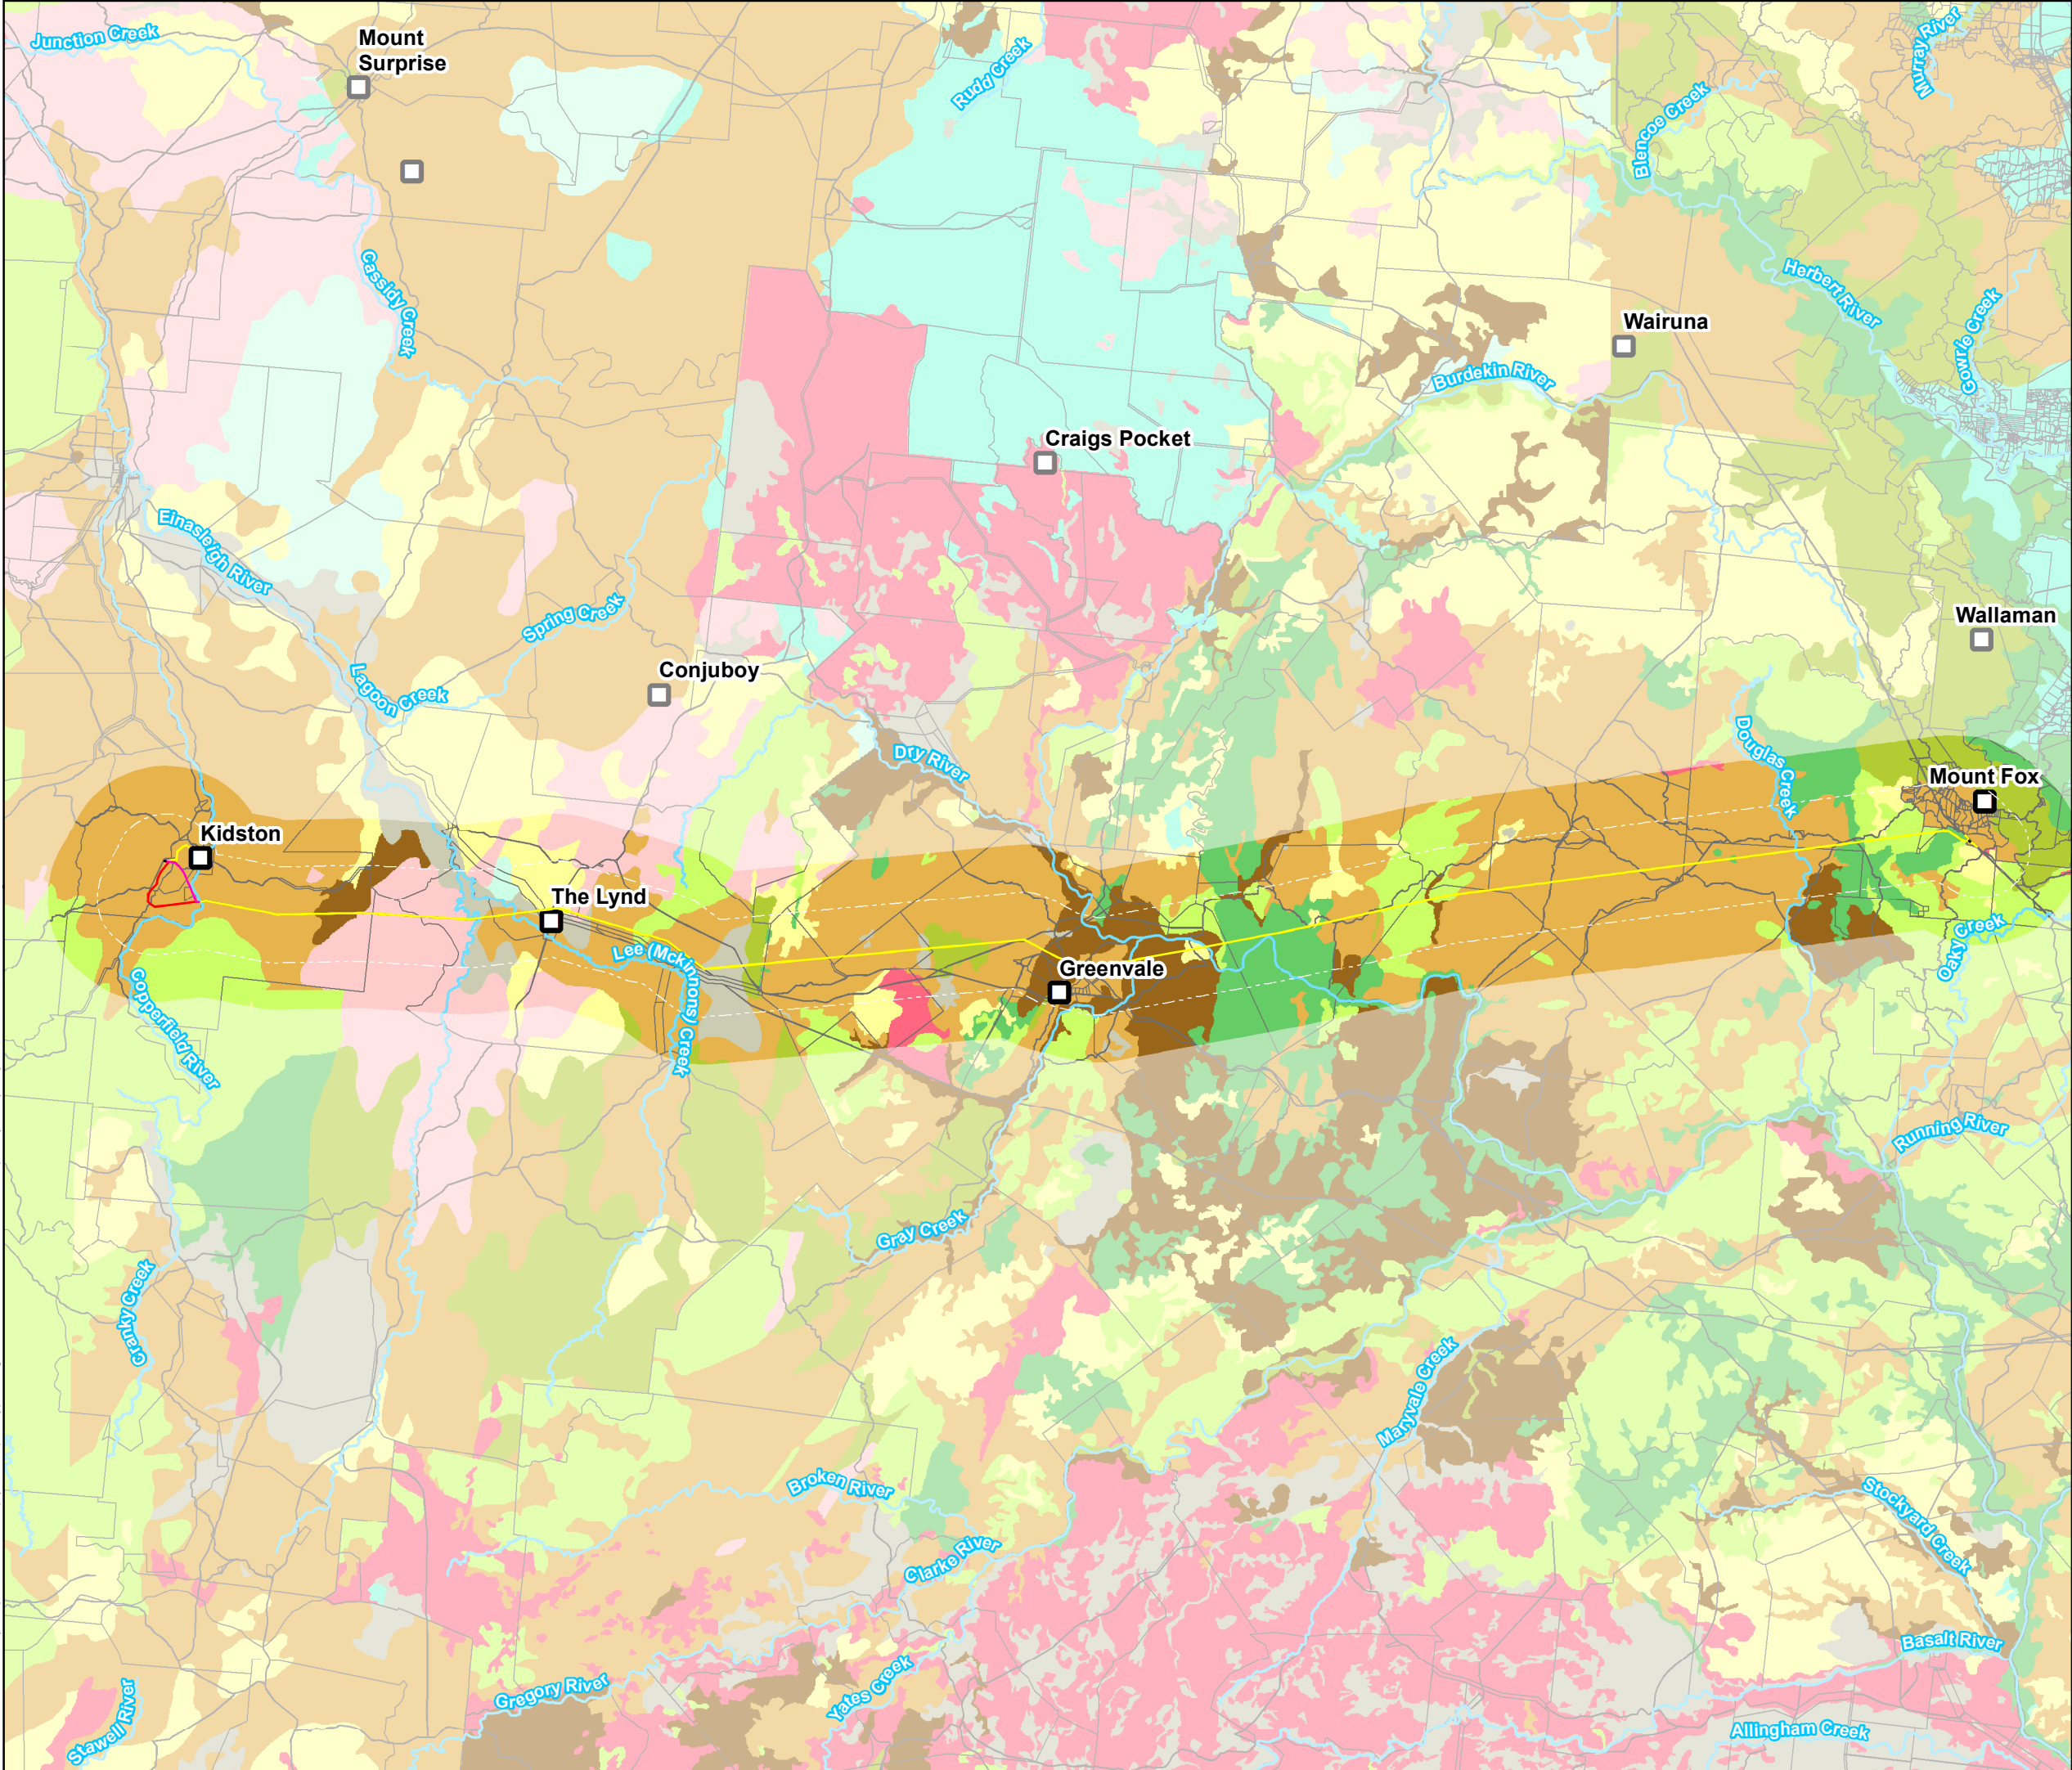 Junction Creek
Mount
Surprise
Rudd Creek
Murray River
Blencoe Creek
Cassidy Creek
Herbert River
Gowrie Creek
Wairuna
Burdekin River
Craigs Pocket
Einasleigh River
Spring Creek
Wallaman
Lagoon Creek
Conjuboy
Dry River
Douglas Creek
Mount Fox
Kidston
The Lynd
Lee (Mckinnons) Creek
Greenvale
Oaky Creek
Copperfield River
Running River
Gray Creek
Cranky Creek
Maryvale Creek
Broken River
Stockyard Creek
Clarke River
Basalt River
Gregory River
Yates Creek
Stawell River
Allingham Creek